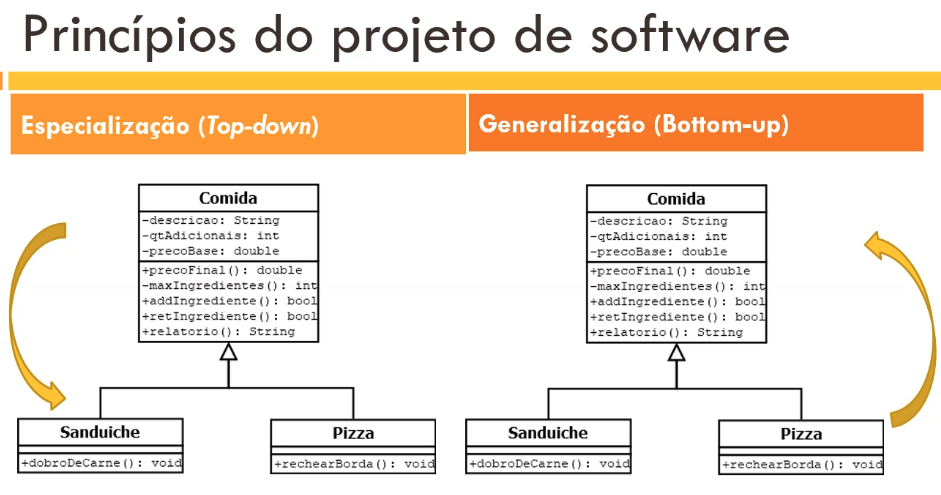 Princípios do projeto de software
Especialização (Top-down)
Generalização (Bottom-up)
Comida
-descricao: String
-qtAdicionais: int
-precoBase: double
+precoFinal(): double
-maxIngredientes(): int
+addIngrediente(): bool
+retIngrediente(): bool
+relatorio(): String
Sanduiche
+dobroDeCarne(): void
Pizza
+rechearBorda(): void
Comida
-descricao: String
-qtAdicionais: int
-precoBase: double
+precoFinal(): double
-maxIngredientes(): int
+addIngrediente(): bool
+retIngrediente(): bool
+relatorio(): String
Sanduiche
+dobroDeCarne(): void
Pizza
+rechearBorda(): void